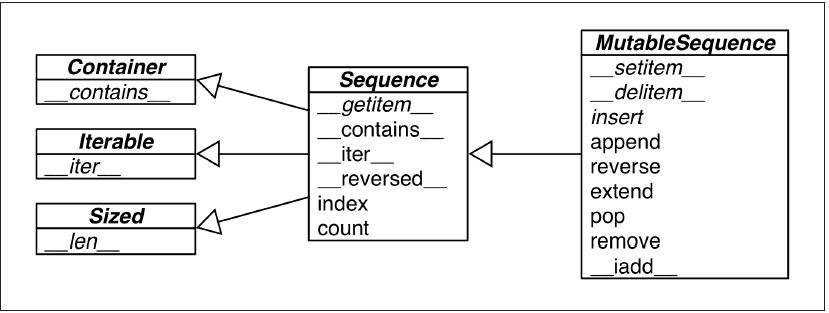 Container
__contains__
Iterable
__iter__
Sized
__len__
Sequence
__getitem__
__contains__
__iter__
__reversed__
index
count
MutableSequence
__setitem__
__delitem__
insert
append
reverse
extend
pop
remove
__iadd__